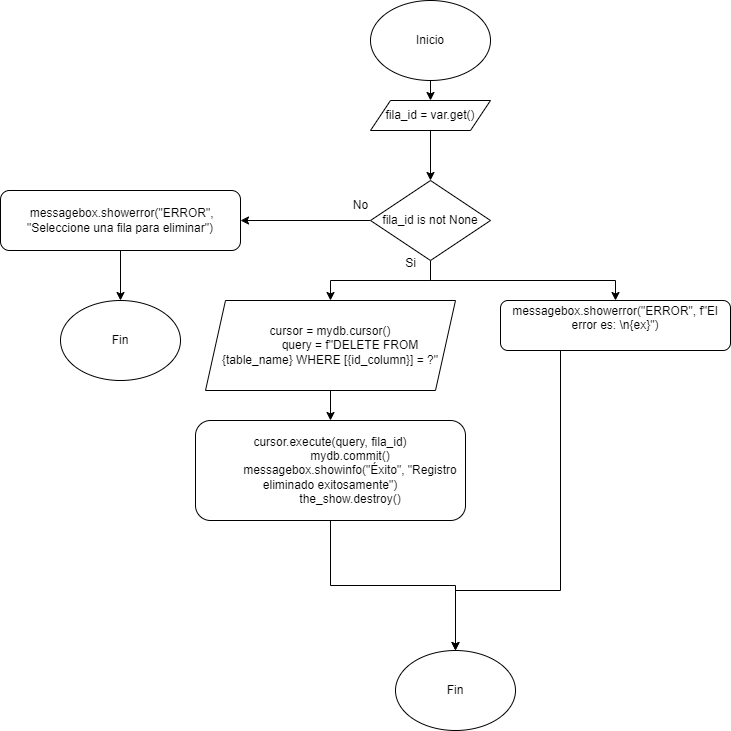 Inicio
fila_id = var.get()
No
fila_id is not None
messagebox.showerror("ERROR",
"Seleccione una fila para eliminar")
Si
Fin
cursor = mydb.cursor()
query = f"DELETE FROM
{table_name} WHERE [{id_column}] = ?"
messagebox.showerror("ERROR", f"El
error es: \n{ex}")
cursor.execute(query, fila_id)
mydb.commit()
messagebox.showinfo("Éxito", "Registro
eliminado exitosamente")
the_show.destroy()
Fin